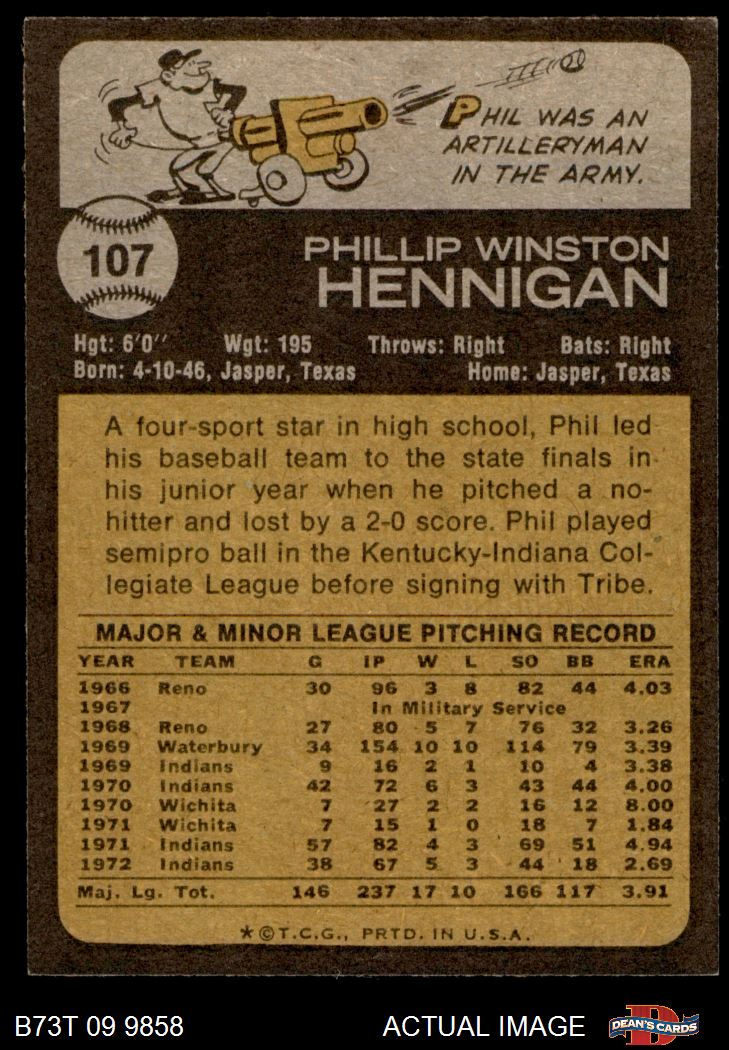 PHIL WAS AN
ARTILLERYMAN
IN THE ARMY.
107
PHILLIP WINSTON
HENNIGAN
Hgt: 6'0" Wgt: 195 Throws: Right Bats: Right
Born: 4-10-46, Jasper, Texas Home: Jasper, Texas
A four-sport star in high school, Phil led
his baseball team to the state finals in
his junior year when he pitched a no-
hitter and lost by a 2-0 score. Phil played
semipro ball in the Kentucky-Indiana Col-
legiate League before signing with Tribe.
MAJOR & MINOR LEAGUE PITCHING RECORD
YEAR TEAM G IP W L SO BB ERA
1966 Reno 30 96 3 8 82 44 4.03
1967 In Military Service
1968 Reno 27 80 5 7 76 32 3.26
1969 Waterbury 34 154 10 10 114 79 3.39
1969 Indians 9 16 2 1 10 4 3.38
1970 Indians 42 72 6 3 43 44 4.00
1970 Wichita 7 27 2 2 16 12 8.00
1971 Wichita 7 15 1 0 18 7 1.84
1971 Indians 57 82 4 3 69 51 4.94
1972 Indians 38 67 5 3 44 18 2.69
Maj. Lg. Tot. 146 237 17 10 166 117 3.91
*©T.C.G., PRTD. IN U.S.A.
B73T 09 9858 ACTUAL IMAGE DEAN'S CARDS